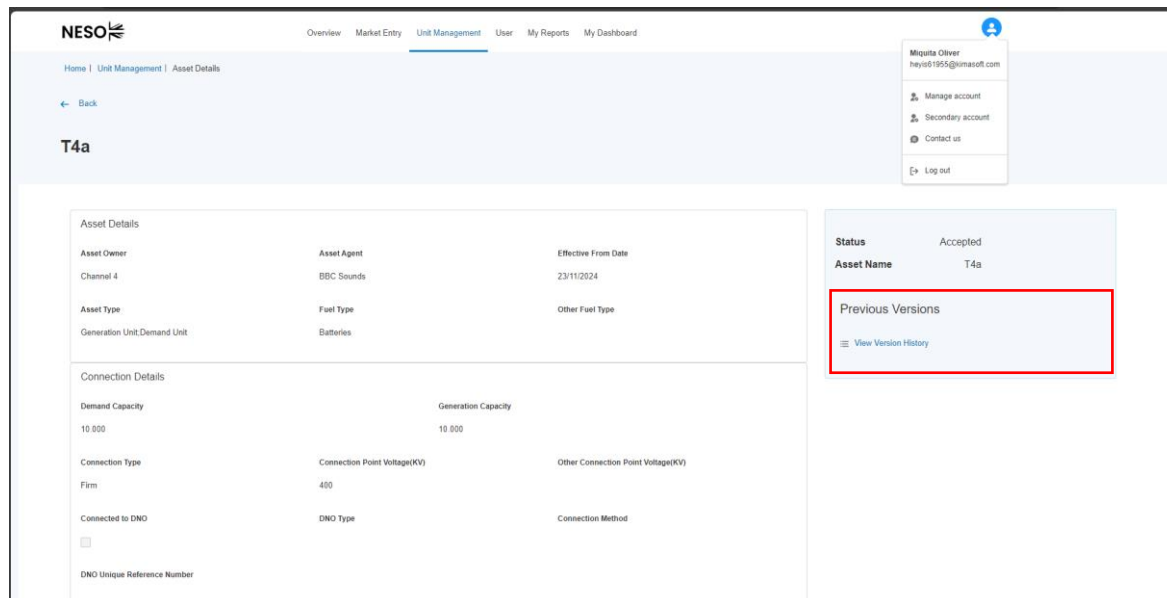 NESO
Overview Market Entry Unit Management User My Reports My Dashboard
Miquita Oliver
heyis61955@kimasoft.com
Manage account
Secondary account
Contact us
Log out
Home | Unit Management | Asset Details
← Back
T4a
Asset Details
Asset Owner Asset Agent Effective From Date
Channel 4 BBC Sounds 23/11/2024
Asset Type Fuel Type Other Fuel Type
Generation Unit;Demand Unit Batteries
Connection Details
Demand Capacity Generation Capacity
10.000 10.000
Connection Type Connection Point Voltage(KV) Other Connection Point Voltage(KV)
Firm 400
Connected to DNO DNO Type Connection Method
DNO Unique Reference Number
Status Accepted
Asset Name T4a
Previous Versions
View Version History